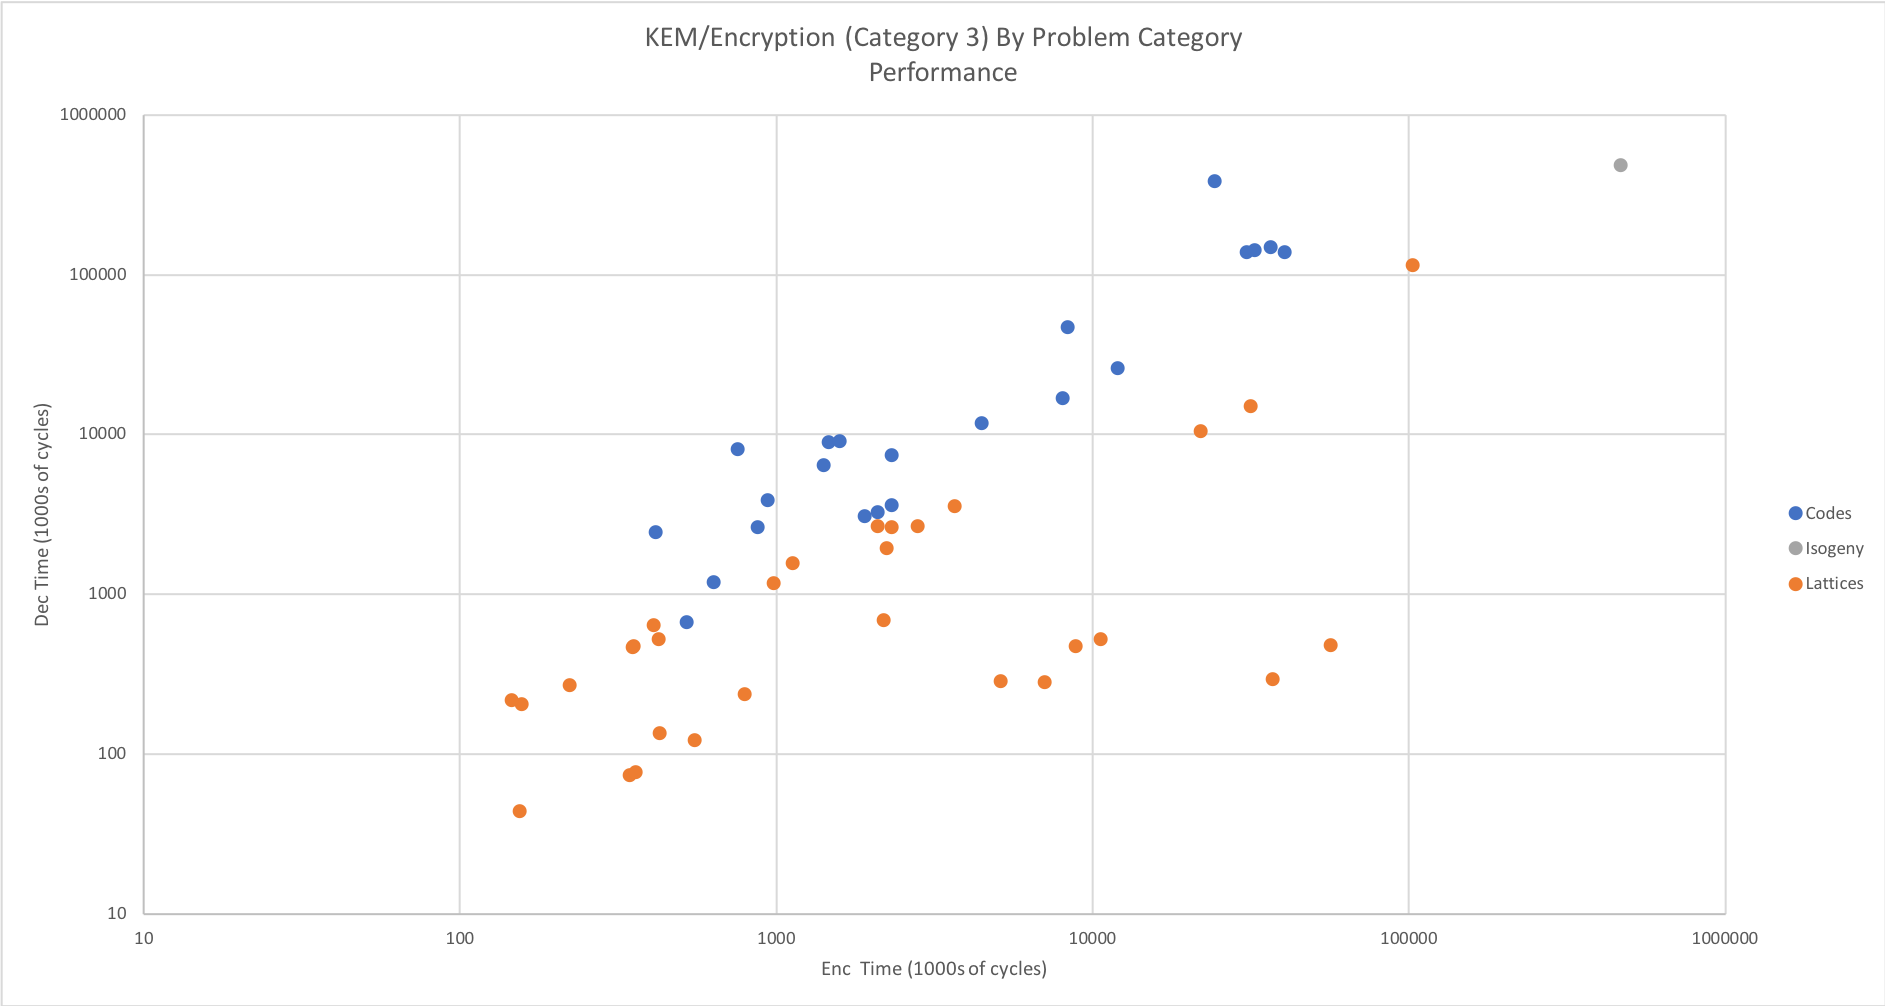 KEM/Encryption (Category 3) By Problem Category
Performance
1000000
100000
10000
1000
100
10
Dec Time (1000s of cycles)
10
100
1000
10000
100000
1000000
Enc Time (1000s of cycles)
Codes
Isogeny
Lattices